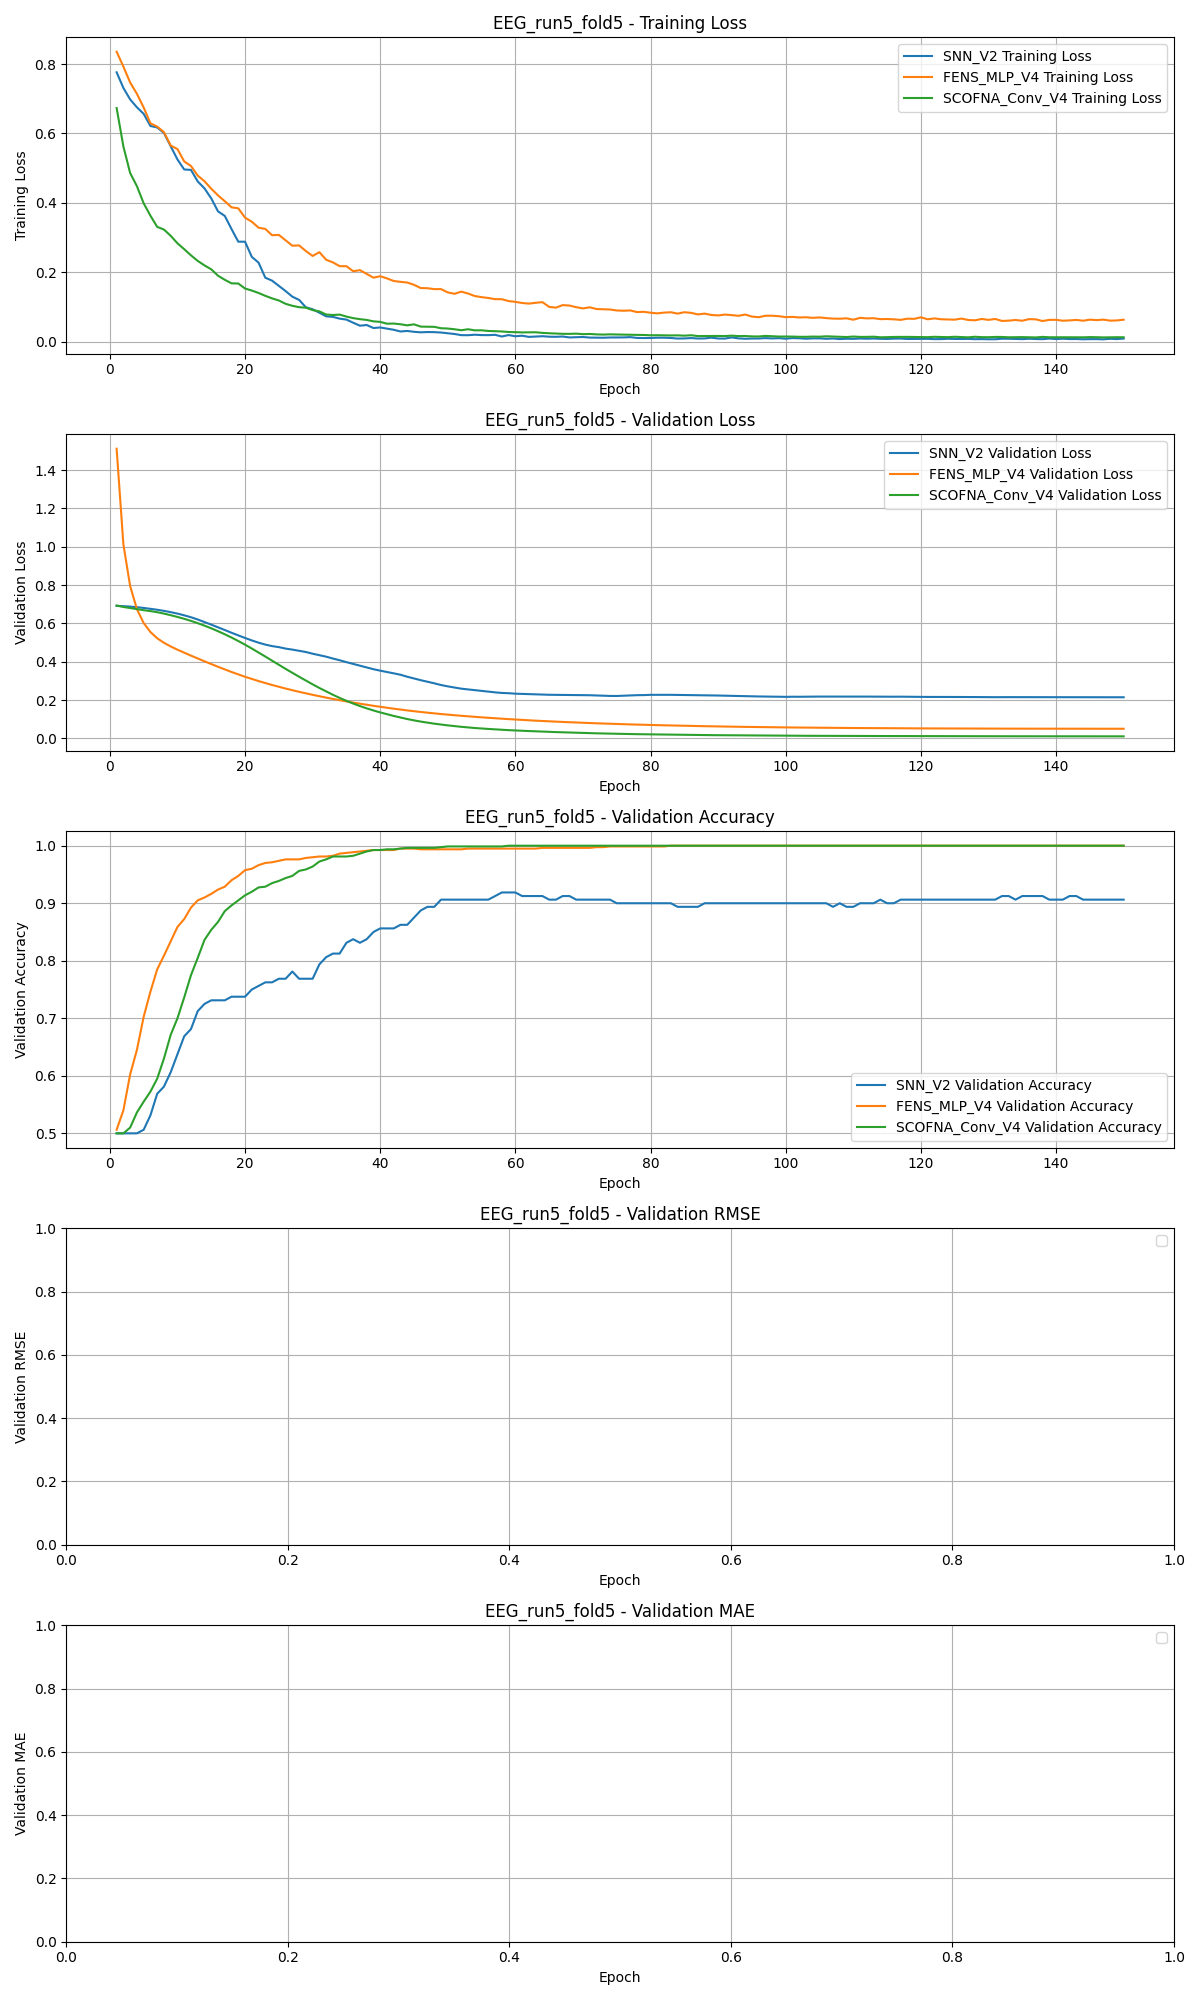 EEG_run5_fold5 - Training Loss
SNN_V2 Training Loss
FENS_MLP_V4 Training Loss
SCOFNA_Conv_V4 Training Loss
Training Loss
0.8
0.6
0.4
0.2
0.0
0 20 40 60 80 100 120 140
Epoch
EEG_run5_fold5 - Validation Loss
SNN_V2 Validation Loss
FENS_MLP_V4 Validation Loss
SCOFNA_Conv_V4 Validation Loss
Validation Loss
1.4
1.2
1.0
0.8
0.6
0.4
0.2
0.0
0 20 40 60 80 100 120 140
Epoch
EEG_run5_fold5 - Validation Accuracy
Validation Accuracy
1.0
0.9
0.8
0.7
0.6
0.5
SNN_V2 Validation Accuracy
FENS_MLP_V4 Validation Accuracy
SCOFNA_Conv_V4 Validation Accuracy
0 20 40 60 80 100 120 140
Epoch
EEG_run5_fold5 - Validation RMSE
Validation RMSE
1.0
0.8
0.6
0.4
0.2
0.0
0.0 0.2 0.4 0.6 0.8 1.0
Epoch
EEG_run5_fold5 - Validation MAE
Validation MAE
1.0
0.8
0.6
0.4
0.2
0.0
0.0 0.2 0.4 0.6 0.8 1.0
Epoch